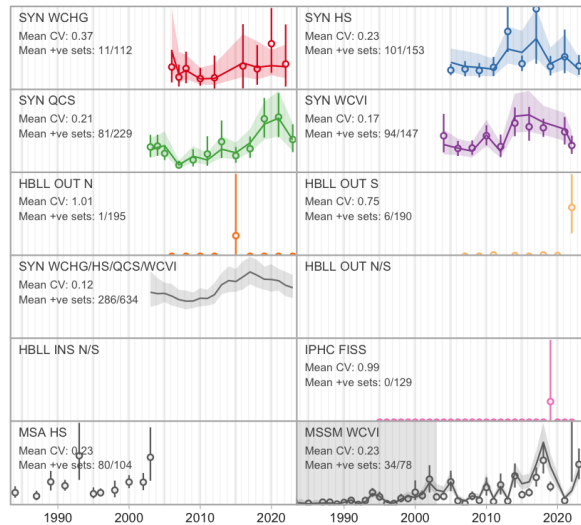 SYN WCHG
Mean CV: 0.37
Mean +ve sets: 11/112
SYN HS
Mean CV: 0.23
Mean +ve sets: 101/153
SYN QCS
Mean CV: 0.21
Mean +ve sets: 81/229
SYN WCVI
Mean CV: 0.17
Mean +ve sets: 94/147
HBLL OUT N
Mean CV: 1.01
Mean +ve sets: 1/195
HBLL OUT S
Mean CV: 0.75
Mean +ve sets: 6/190
SYN WCHG/HS/QCS/WCVI
Mean CV: 0.12
Mean +ve sets: 286/634
HBLL OUT N/S
HBLL INS N/S
IPHC FISS
Mean CV: 0.99
Mean +ve sets: 0/129
MSA HS
Mean CV: 0.23
Mean +ve sets: 80/104
MSSM WCVI
Mean CV: 0.23
Mean +ve sets: 34/78
1990 2000 2010 2020 1990 2000 2010 2020